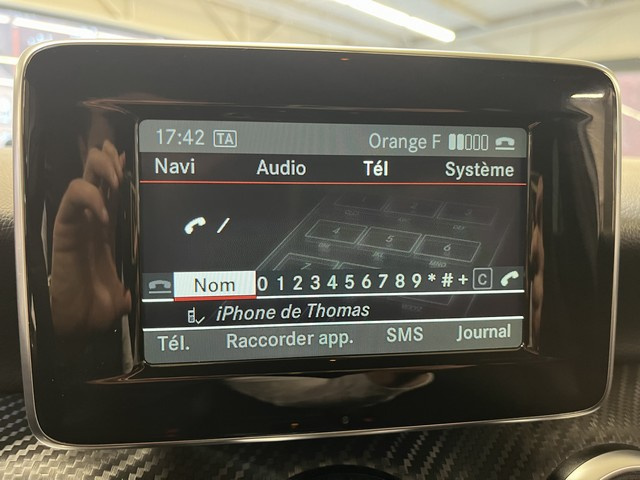 17:42 TA Orange F
Navi Audio Tél Système
/
Nom 0 1 2 3 4 5 6 7 8 9 * # + C
iPhone de Thomas
Tél. Raccorder app. SMS Journal